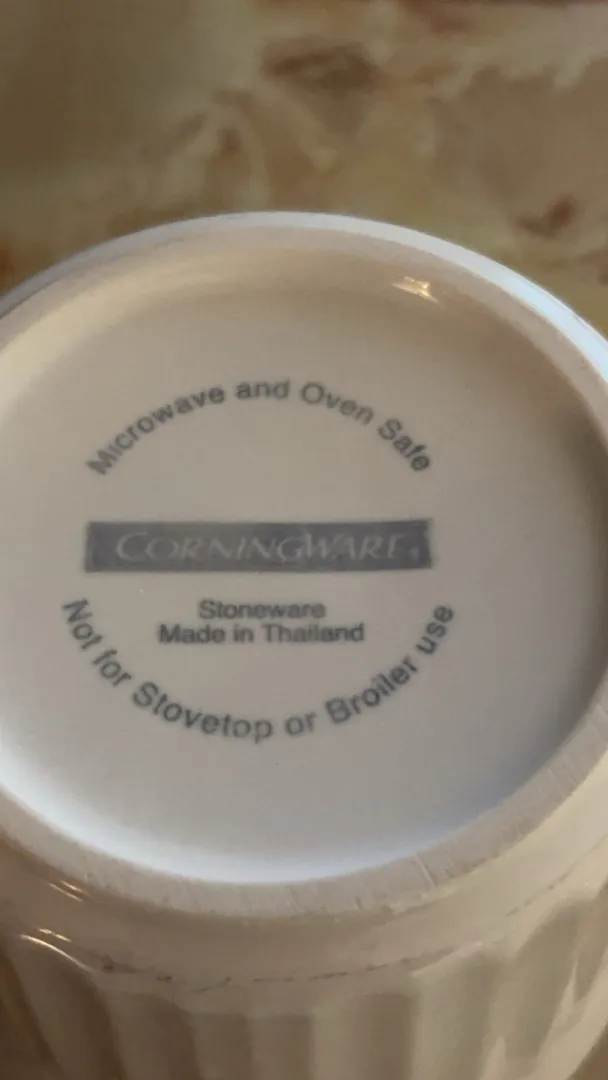 Microwave and Oven Safe
CORNINGWARE®
Stoneware
Made in Thailand
Not for Stovetop or Broiler use